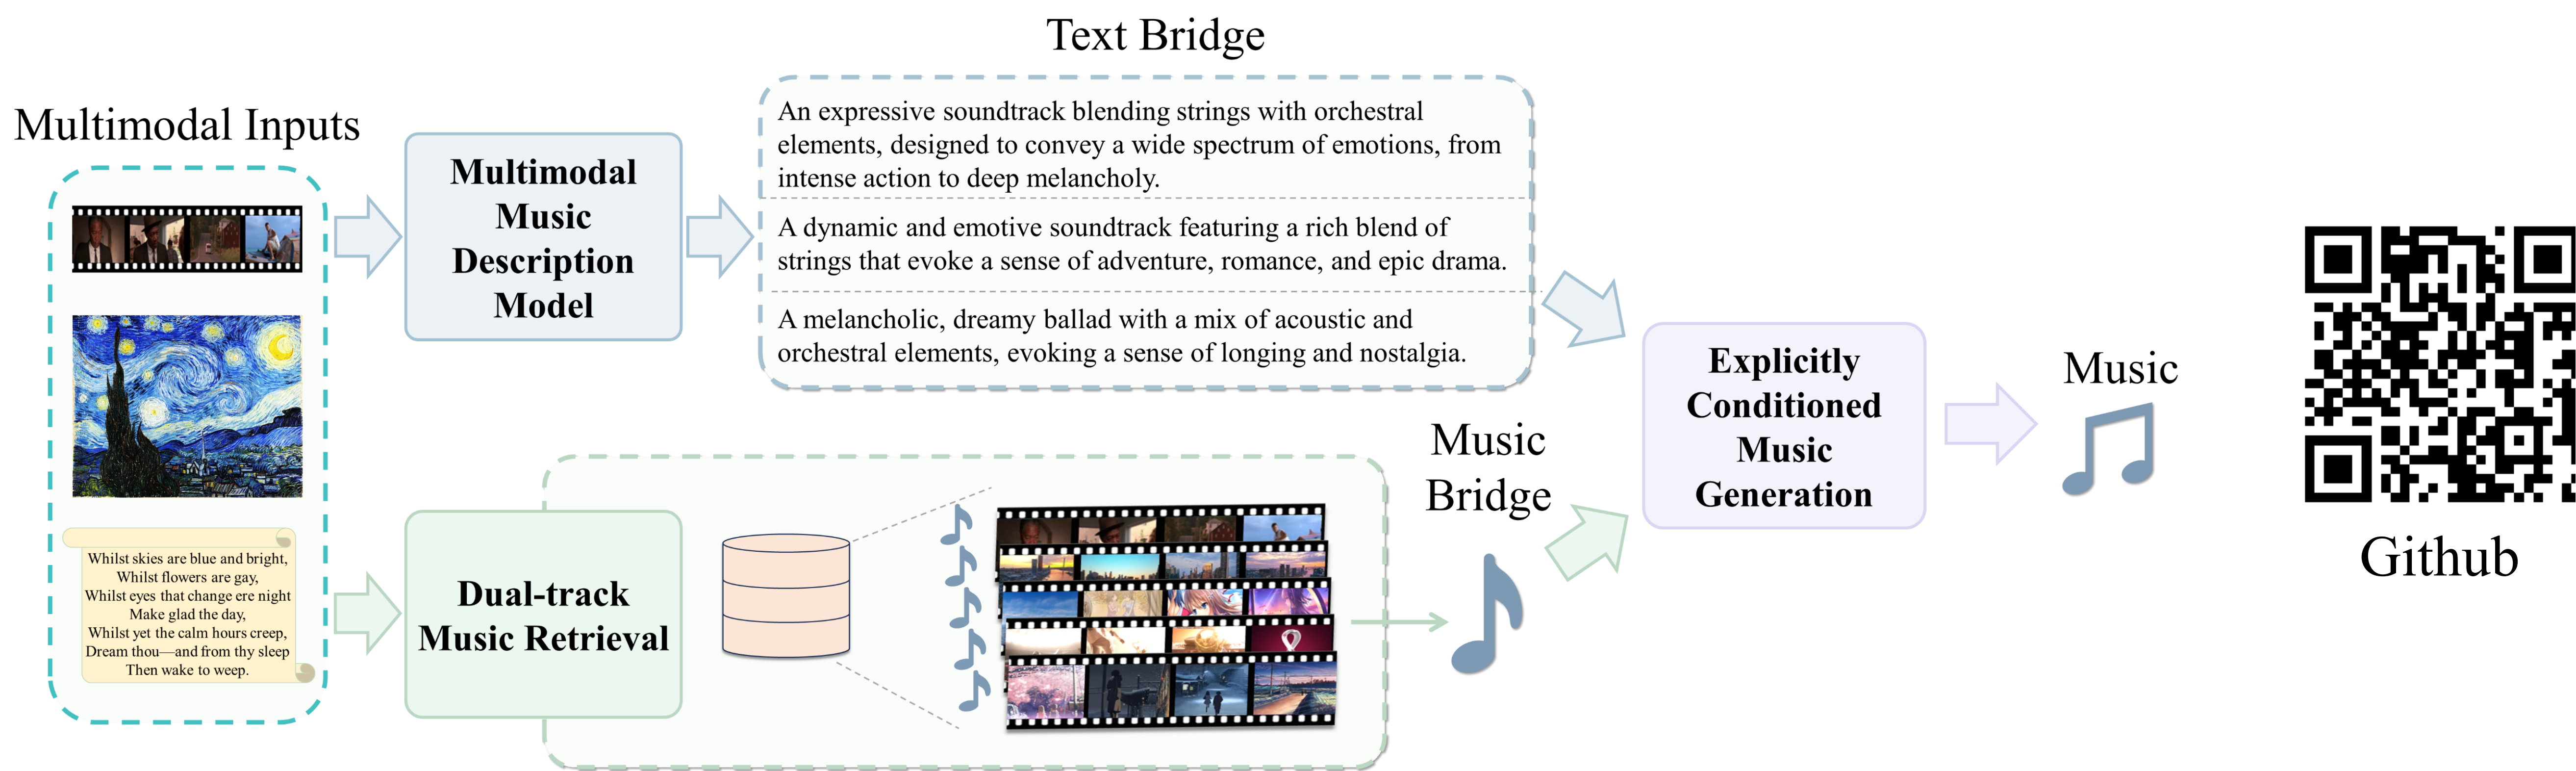 Text Bridge
Multimodal Inputs
An expressive soundtrack blending strings with orchestral
elements, designed to convey a wide spectrum of emotions, from
intense action to deep melancholy.
A dynamic and emotive soundtrack featuring a rich blend of
strings that evoke a sense of adventure, romance, and epic drama.
A melancholic, dreamy ballad with a mix of acoustic and
orchestral elements, evoking a sense of longing and nostalgia.
Multimodal
Music
Description
Model
Whilst skies are blue and bright,
Whilst flowers are gay,
Whilst eyes that change ere night
Make glad the day,
Whilst yet the calm hours creep,
Dream thou—and from thy sleep
Then wake to weep.
Dual-track
Music Retrieval
Music
Bridge
Explicitly
Conditioned
Music
Generation
Music
Github